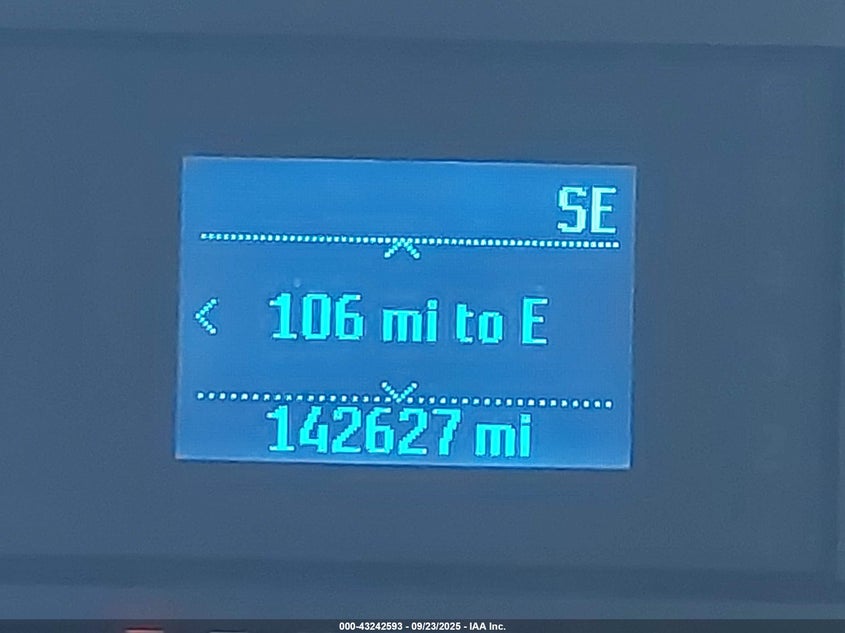 SE
106 mi to E
142627 mi
000-43242593 - 09/23/2025 - IAA Inc.